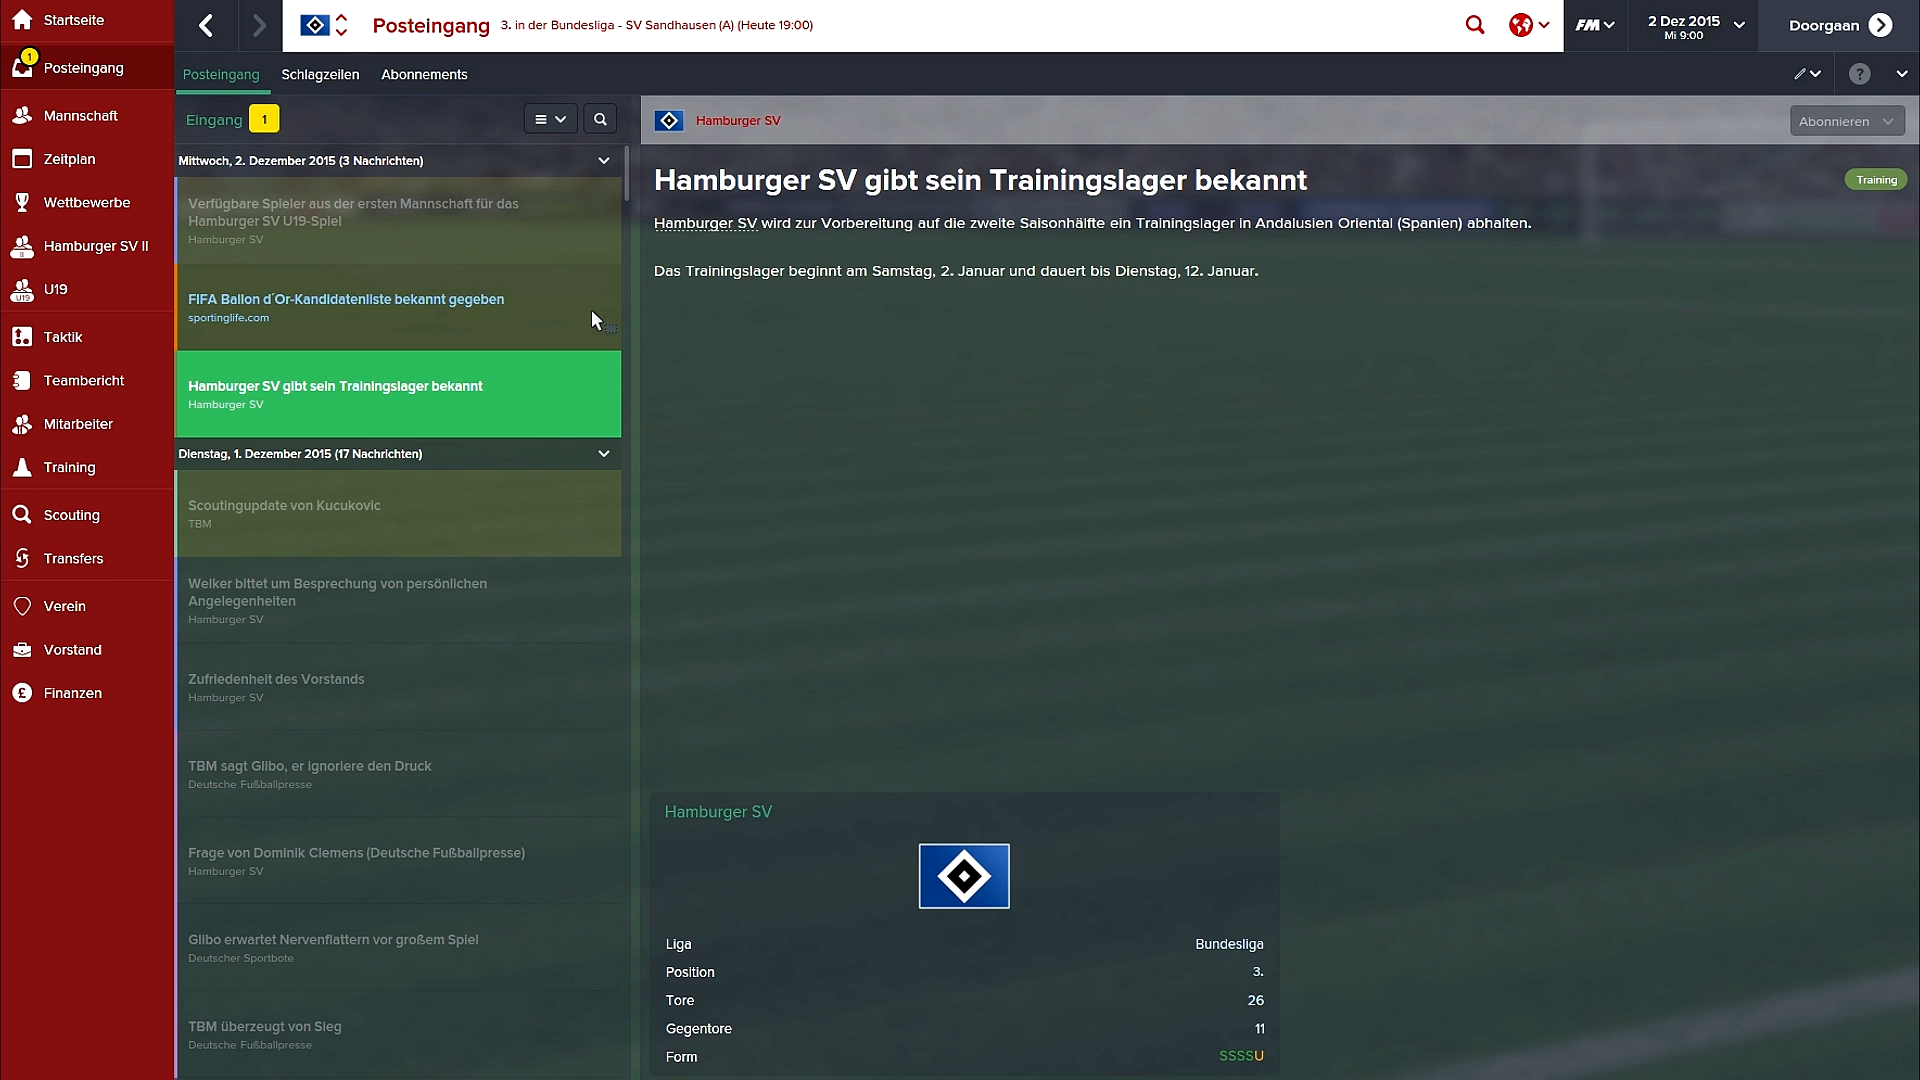 Startseite
1
Posteingang
Mannschaft
Zeitplan
Wettbewerbe
II
Hamburger SV II
U19
U19
Taktik
Teambericht
Mitarbeiter
Training
Scouting
Transfers
Verein
Vorstand
£
Finanzen
Posteingang
3. in der Bundesliga - SV Sandhausen (A) (Heute 19:00)
FM
2 Dez 2015
Mi 9:00
Doorgaan
Posteingang
Schlagzeilen
Abonnements
?
Eingang
1
Mittwoch, 2. Dezember 2015 (3 Nachrichten)
Verfügbare Spieler aus der ersten Mannschaft für das
Hamburger SV U19-Spiel
Hamburger SV
FIFA Ballon d´Or-Kandidatenliste bekannt gegeben
sportinglife.com
Hamburger SV gibt sein Trainingslager bekannt
Hamburger SV
Dienstag, 1. Dezember 2015 (17 Nachrichten)
Scoutingupdate von Kucukovic
TBM
Welker bittet um Besprechung von persönlichen
Angelegenheiten
Hamburger SV
Zufriedenheit des Vorstands
Hamburger SV
TBM sagt Glibo, er ignoriere den Druck
Deutsche Fußballpresse
Frage von Dominik Clemens (Deutsche Fußballpresse)
Hamburger SV
Glibo erwartet Nervenflattern vor großem Spiel
Deutscher Sportbote
TBM überzeugt von Sieg
Deutsche Fußballpresse
Hamburger SV
Abonnieren
Hamburger SV gibt sein Trainingslager bekannt
Training
Hamburger SV wird zur Vorbereitung auf die zweite Saisonhälfte ein Trainingslager in Andalusien Oriental (Spanien) abhalten.
Das Trainingslager beginnt am Samstag, 2. Januar und dauert bis Dienstag, 12. Januar.
Hamburger SV
Liga Bundesliga
Position 3.
Tore 26
Gegentore 11
Form SSSSU